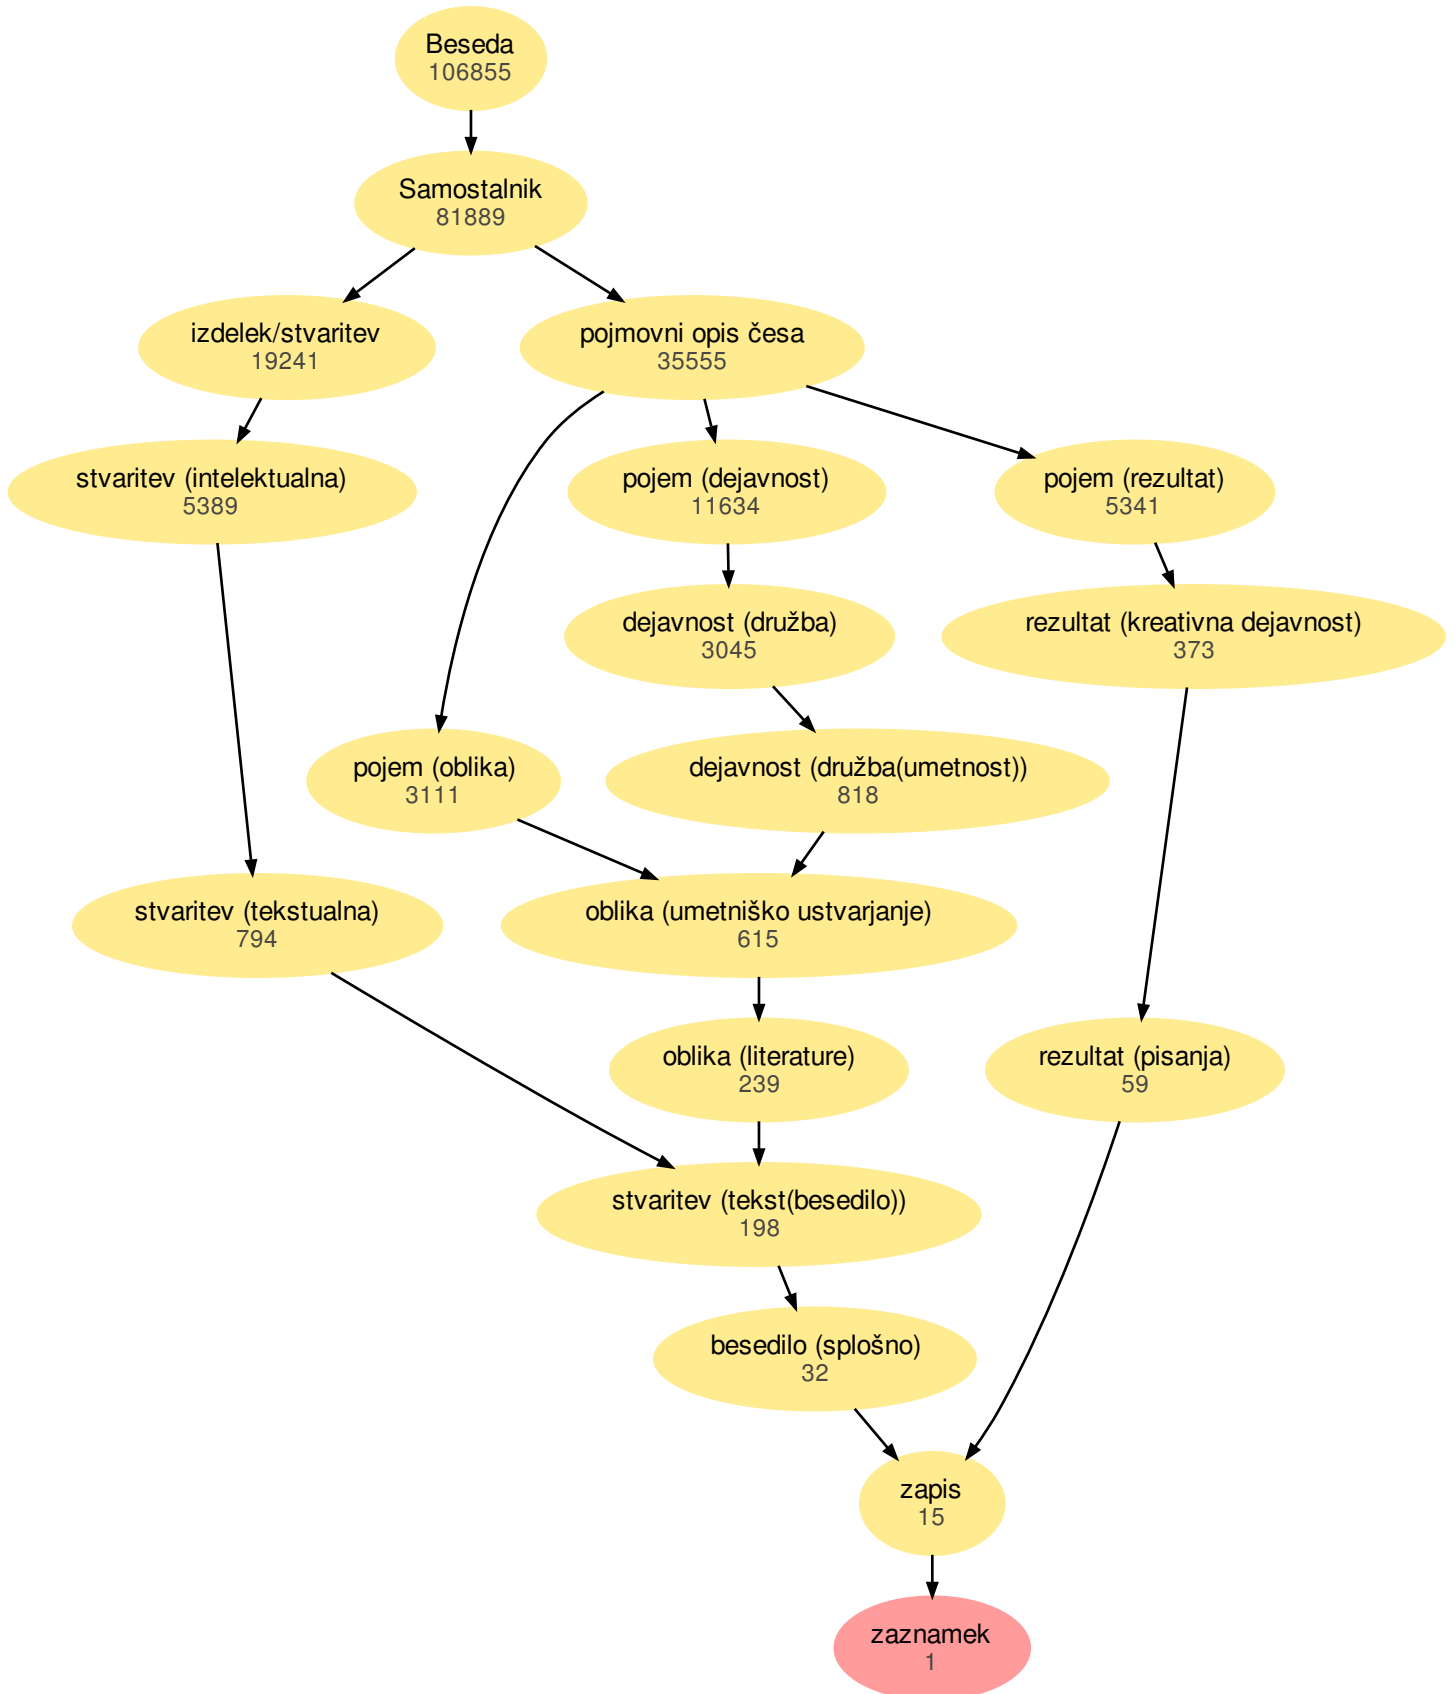 Beseda
106855
Samostalnik
81889
izdelek/stvaritev
19241
pojmovni opis česa
35555
stvaritev (intelektualna)
5389
pojem (dejavnost)
11634
pojem (rezultat)
5341
dejavnost (družba)
3045
rezultat (kreativna dejavnost)
373
pojem (oblika)
3111
dejavnost (družba(umetnost))
818
stvaritev (tekstualna)
794
oblika (umetniško ustvarjanje)
615
oblika (literature)
239
rezultat (pisanja)
59
stvaritev (tekst(besedilo))
198
besedilo (splošno)
32
zapis
15
zaznamek
1